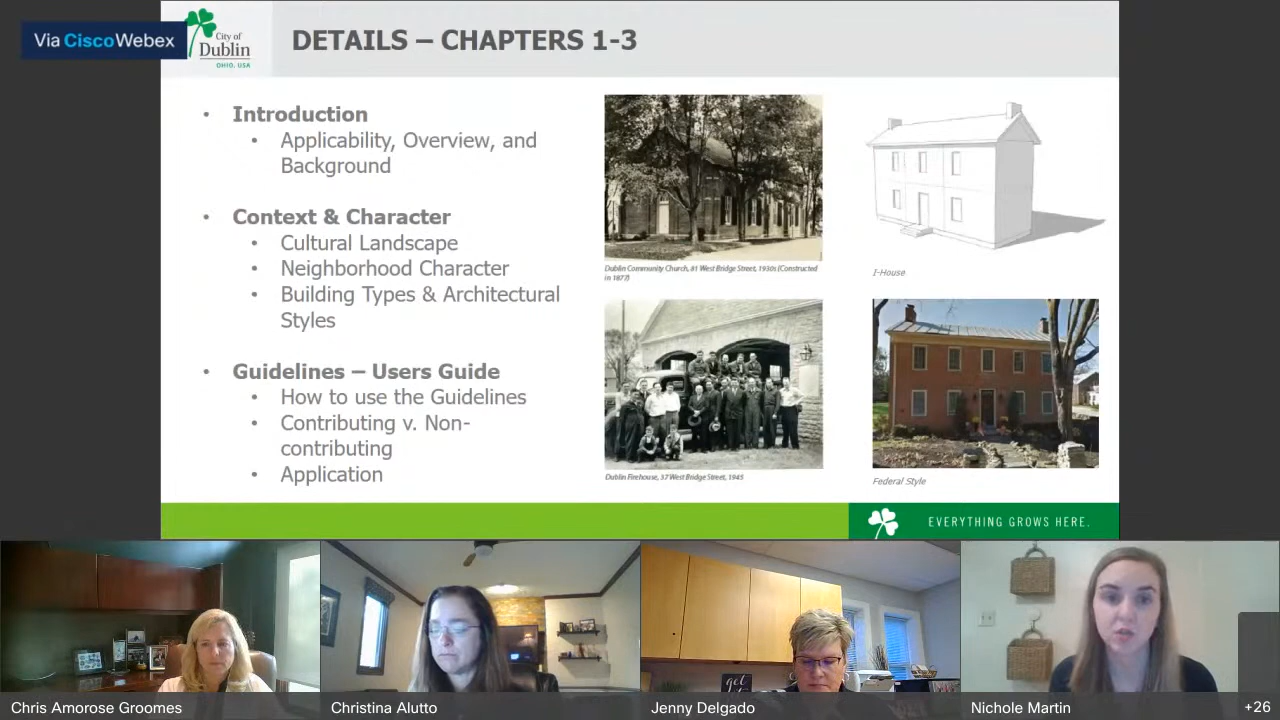 Via Cisco Webex
City of
Dublin
OHIO, USA
DETAILS – CHAPTERS 1-3
• Introduction
• Applicability, Overview, and
Background
• Context & Character
• Cultural Landscape
• Neighborhood Character
• Building Types & Architectural
Styles
• Guidelines – Users Guide
• How to use the Guidelines
• Contributing v. Non-
contributing
• Application
Dublin Community Church, 81 West Bridge Street, 1930s (Constructed
in 1877)
I-House
Dublin Firehouse, 37 West Bridge Street, 1945
Federal Style
EVERYTHING GROWS HERE.
get
Chris Amorose Groomes
Christina Alutto
Jenny Delgado
Nichole Martin
+26